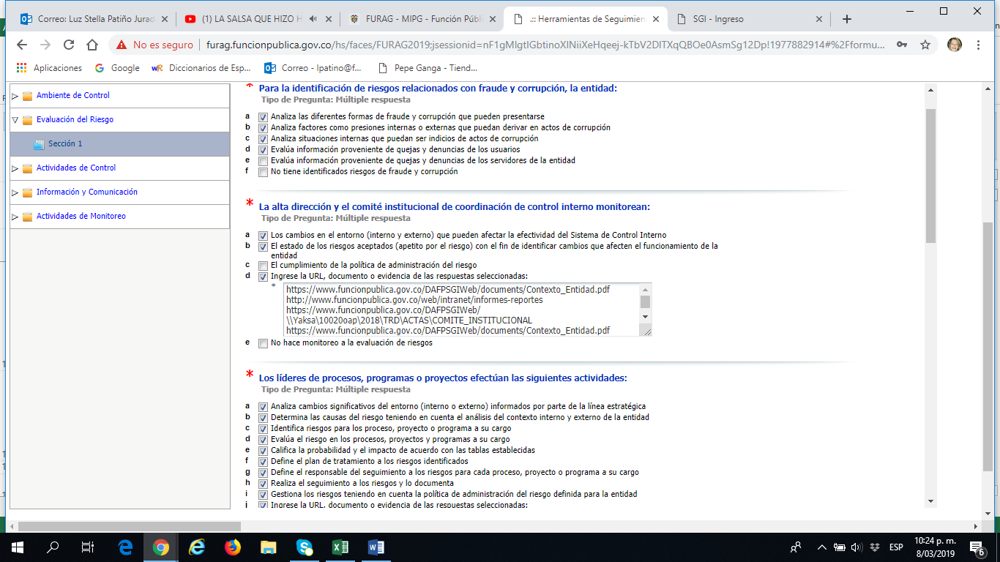 Correo: Luz Stella Patiño Jurad
(1) LA SALSA QUE HIZO H
FURAG - MIPG - Función Públi
.:: Herramientas de Seguimien
SGI - Ingreso
No es seguro
furag.funcionpublica.gov.co/hs/faces/FURAG2019;jsessionid=nF1gMIgtIGbtinoXINiiXeHqeej-kTbV2DITXqQBOe0AsmSg12Dp!1977882914#%2Fformu...
Aplicaciones
Google
Diccionarios de Esp...
Correo - lpatino@f...
Pepe Ganga - Tiend...
Ambiente de Control
Evaluación del Riesgo
Sección 1
Actividades de Control
Información y Comunicación
Actividades de Monitoreo
* Para la identificación de riesgos relacionados con fraude y corrupción, la entidad:
Tipo de Pregunta: Múltiple respuesta
a Analiza las diferentes formas de fraude y corrupción que pueden presentarse
b Analiza factores como presiones internas o externas que puedan derivar en actos de corrupción
c Analiza situaciones internas que puedan ser indicios de actos de corrupción
d Evalúa información proveniente de quejas y denuncias de los usuarios
e Evalúa información proveniente de quejas y denuncias de los servidores de la entidad
f No tiene identificados riesgos de fraude y corrupción
* La alta dirección y el comité institucional de coordinación de control interno monitorean:
Tipo de Pregunta: Múltiple respuesta
a Los cambios en el entorno (interno y externo) que pueden afectar la efectividad del Sistema de Control Interno
b El estado de los riesgos aceptados (apetito por el riesgo) con el fin de identificar cambios que afecten el funcionamiento de la
entidad
c El cumplimiento de la política de administración del riesgo
d Ingrese la URL, documento o evidencia de las respuestas seleccionadas:
* https://www.funcionpublica.gov.co/DAFPSGIWeb/documents/Contexto_Entidad.pdf
http://www.funcionpublica.gov.co/web/intranet/informes-reportes
https://www.funcionpublica.gov.co/DAFPSGIWeb/
\\Yaksa\10020oap\2018\TRD\ACTAS\COMITE_INSTITUCIONAL
https://www.funcionpublica.gov.co/DAFPSGIWeb/documents/Contexto_Entidad.pdf
e No hace monitoreo a la evaluación de riesgos
* Los líderes de procesos, programas o proyectos efectúan las siguientes actividades:
Tipo de Pregunta: Múltiple respuesta
a Analiza cambios significativos del entorno (interno o externo) informados por parte de la línea estratégica
b Determina las causas del riesgo teniendo en cuenta el análisis del contexto interno y externo de la entidad
c Identifica riesgos para los proceso, proyecto o programa a su cargo
d Evalúa el riesgo en los procesos, proyectos y programas a su cargo
e Califica la probabilidad y el impacto de acuerdo con las tablas establecidas
f Define el plan de tratamiento a los riesgos identificados
g Define el responsable del seguimiento a los riesgos para cada proceso, proyecto o programa a su cargo
h Realiza el seguimiento a los riesgos y lo documenta
i Gestiona los riesgos teniendo en cuenta la política de administración del riesgo definida para la entidad
j Ingrese la URL, documento o evidencia de las respuestas seleccionadas:
ESP
10:24 p. m.
8/03/2019
6